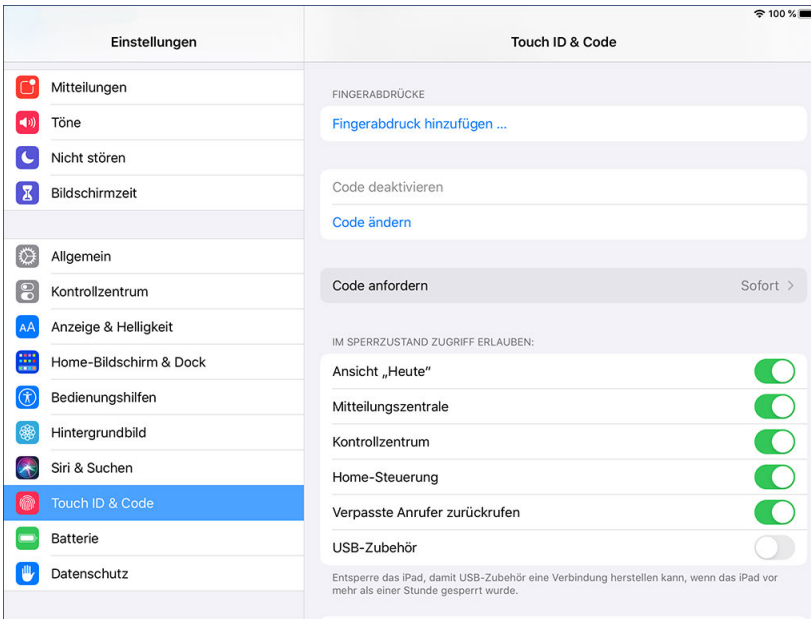 100 %
Einstellungen
Mitteilungen
Töne
Nicht stören
Bildschirmzeit
Allgemein
Kontrollzentrum
AA
Anzeige & Helligkeit
Home-Bildschirm & Dock
Bedienungshilfen
Hintergrundbild
Siri & Suchen
Touch ID & Code
Batterie
Datenschutz
Touch ID & Code
FINGERABDRÜCKE
Fingerabdruck hinzufügen ...
Code deaktivieren
Code ändern
Code anfordern Sofort >
IM SPERRZUSTAND ZUGRIFF ERLAUBEN:
Ansicht „Heute“
Mitteilungszentrale
Kontrollzentrum
Home-Steuerung
Verpasste Anrufer zurückrufen
USB-Zubehör
Entsperre das iPad, damit USB-Zubehör eine Verbindung herstellen kann, wenn das iPad vor
mehr als einer Stunde gesperrt wurde.